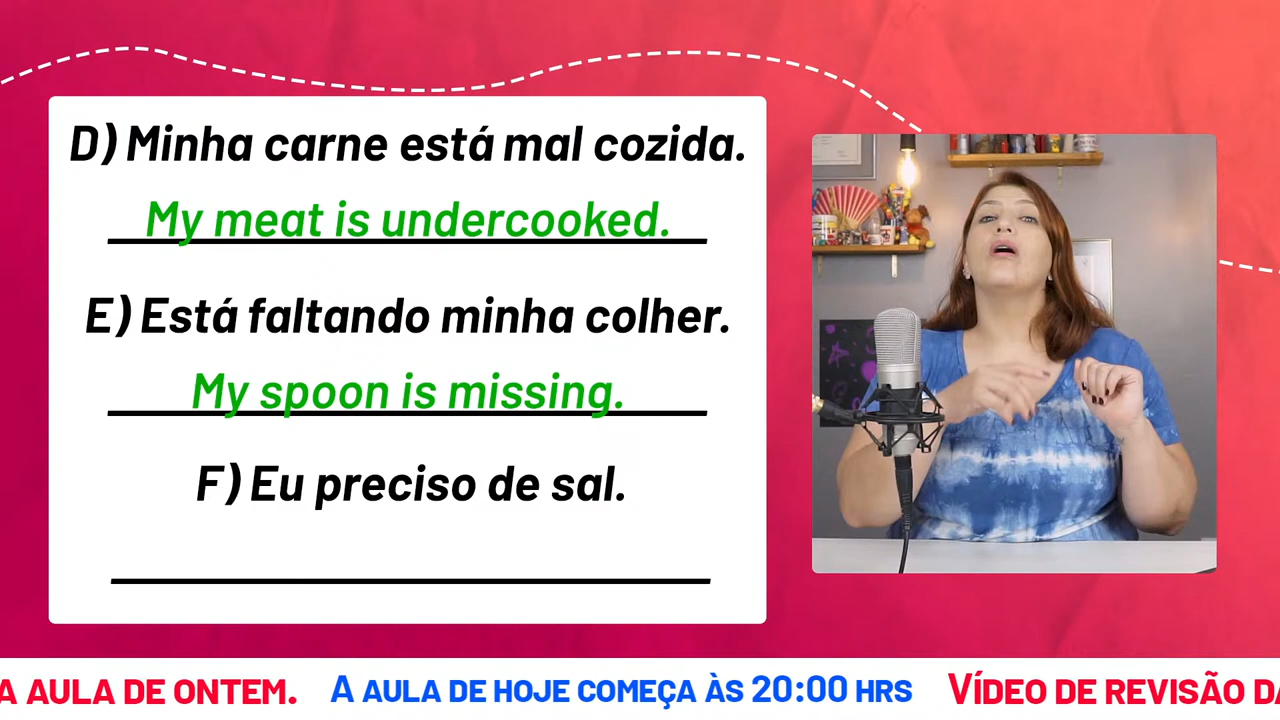 D) Minha carne está mal cozida.
My meat is undercooked.
E) Está faltando minha colher.
My spoon is missing.
F) Eu preciso de sal.
A AULA DE ONTEM. A AULA DE HOJE COMEÇA ÀS 20:00 HRS VÍDEO DE REVISÃO DA